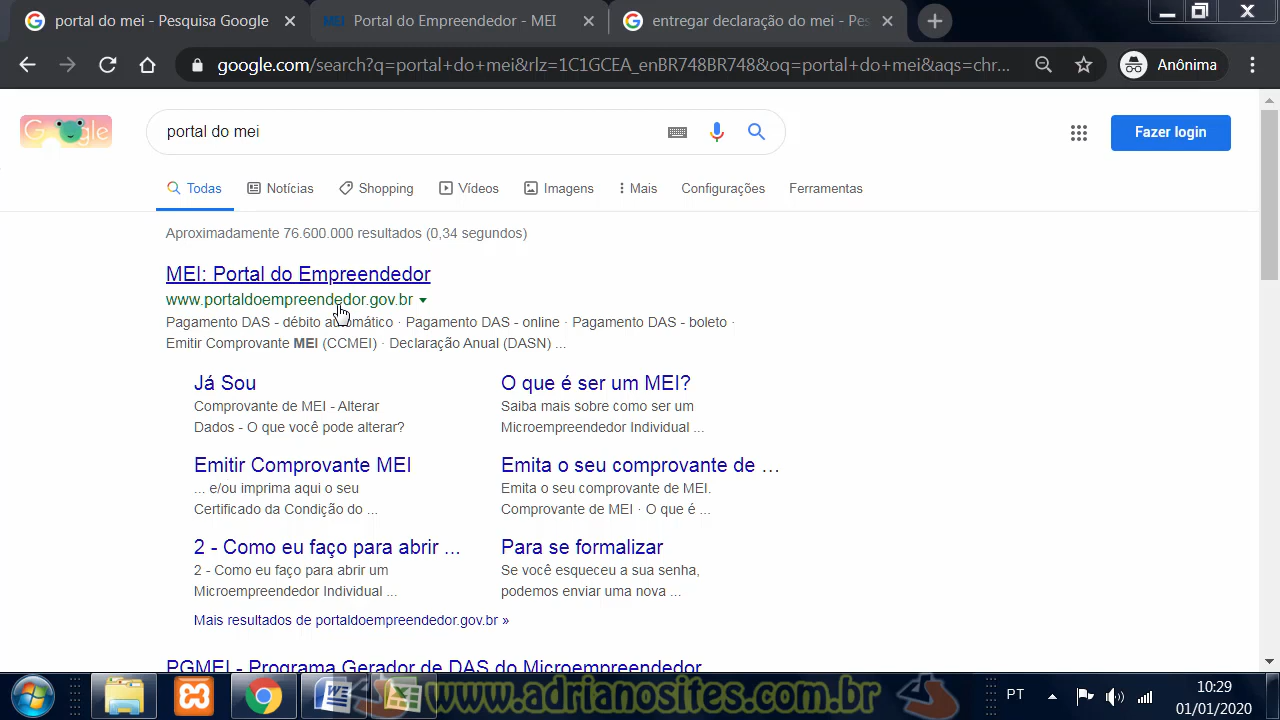 portal do mei - Pesquisa Google
MEI Portal do Empreendedor - MEI
entregar declaração do mei - Pes
google.com/search?q=portal+do+mei&rlz=1C1GCEA_enBR748BR748&oq=portal+do+mei&aqs=chr...
Anônima
Google
portal do mei
Fazer login
Todas
Notícias
Shopping
Vídeos
Imagens
Mais
Configurações
Ferramentas
Aproximadamente 76.600.000 resultados (0,34 segundos)
MEI: Portal do Empreendedor
www.portaldoempreendedor.gov.br
Pagamento DAS - débito automático · Pagamento DAS - online · Pagamento DAS - boleto ·
Emitir Comprovante MEI (CCMEI) · Declaração Anual (DASN) ...
Já Sou
Comprovante de MEI - Alterar
Dados - O que você pode alterar?
O que é ser um MEI?
Saiba mais sobre como ser um
Microempreendedor Individual ...
Emitir Comprovante MEI
... e/ou imprima aqui o seu
Certificado da Condição do ...
Emita o seu comprovante de ...
Emita o seu comprovante de MEI.
Comprovante de MEI · O que é ...
2 - Como eu faço para abrir ...
2 - Como eu faço para abrir um
Microempreendedor Individual ...
Para se formalizar
Se você esqueceu a sua senha,
podemos enviar uma nova ...
Mais resultados de portaldoempreendedor.gov.br »
PGMEI - Programa Gerador de DAS do Microempreendedor
PT
10:29
01/01/2020